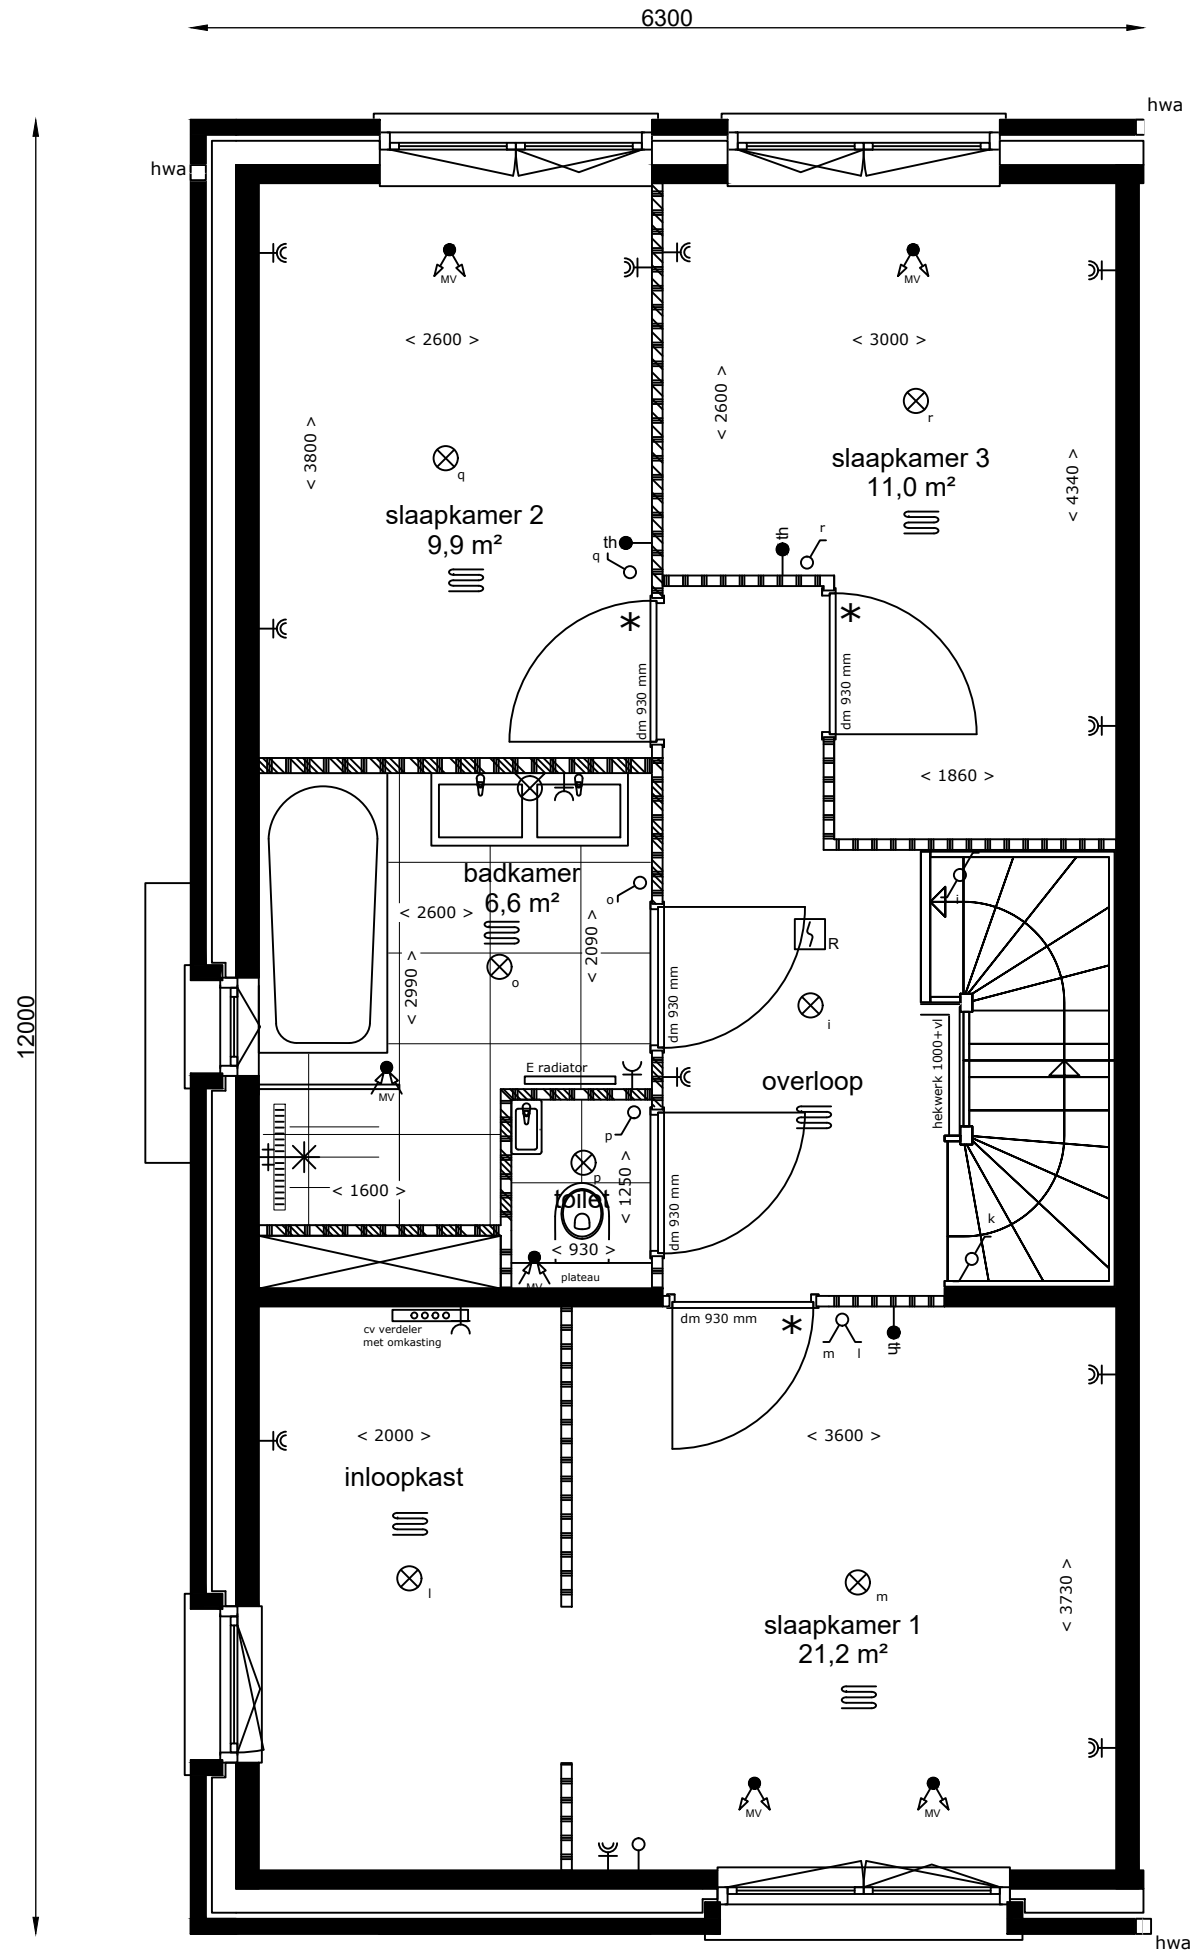 6300
hwa
hwa
MV
MV
< 2600 >
< 3000 >
< 2600 >
< 3800 >
< 4340 >
r
q
slaapkamer 3
11,0 m²
slaapkamer 2
9,9 m²
th
q
th
r
*
*
dm 930 mm
dm 930 mm
< 1860 >
badkamer
6,6 m²
< 2600 >
< 2090 >
< 2990 >
o
o
dm 930 mm
R
i
i
12000
E radiator
overloop
hekwerk 1000+vl
MV
p
p
toilet
< 1250 >
< 1600 >
< 930 >
plateau
MV
dm 930 mm
k
dm 930 mm
*
m
l
th
cv verdeler
met omkasting
< 2000 >
< 3600 >
inloopkast
l
m
< 3730 >
slaapkamer 1
21,2 m²
MV
MV
hwa